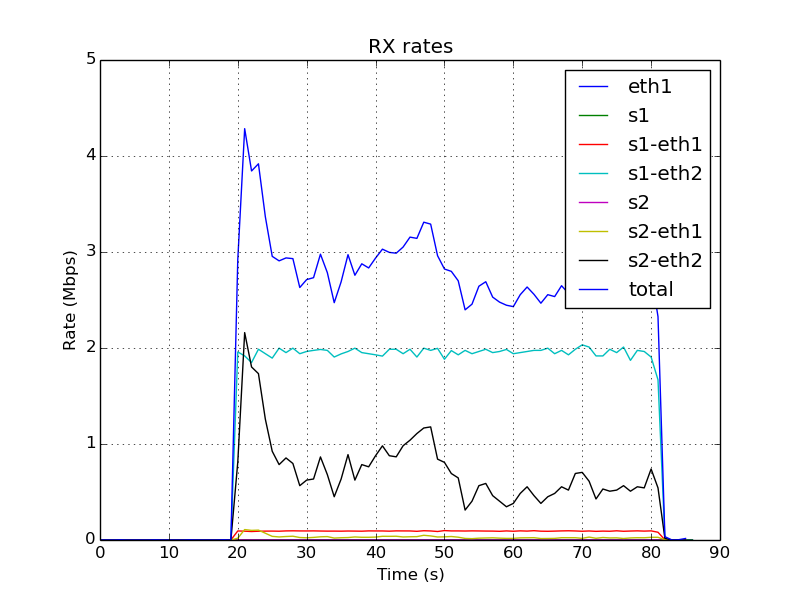 RX rates
5
4
3
2
1
0
Rate (Mbps)
0 10 20 30 40 50 60 70 80 90
Time (s)
eth1
s1
s1-eth1
s1-eth2
s2
s2-eth1
s2-eth2
total